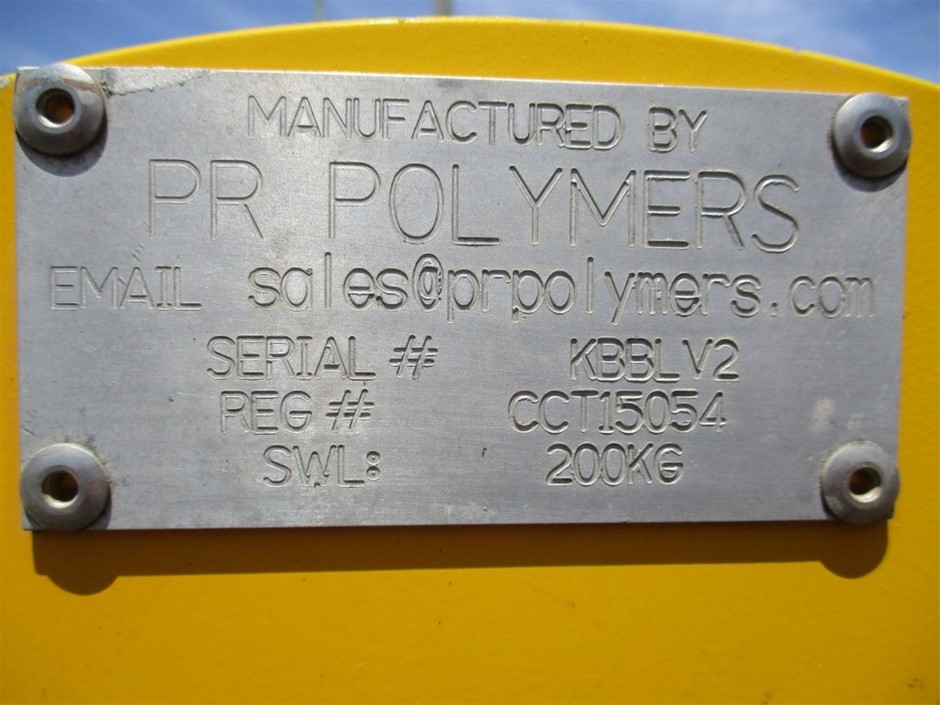 MANUFACTURED BY
PR POLYMERS
EMAIL sales@prpolymers.com
SERIAL # KBBLV2
REG # CCT15054
SWL: 200KG